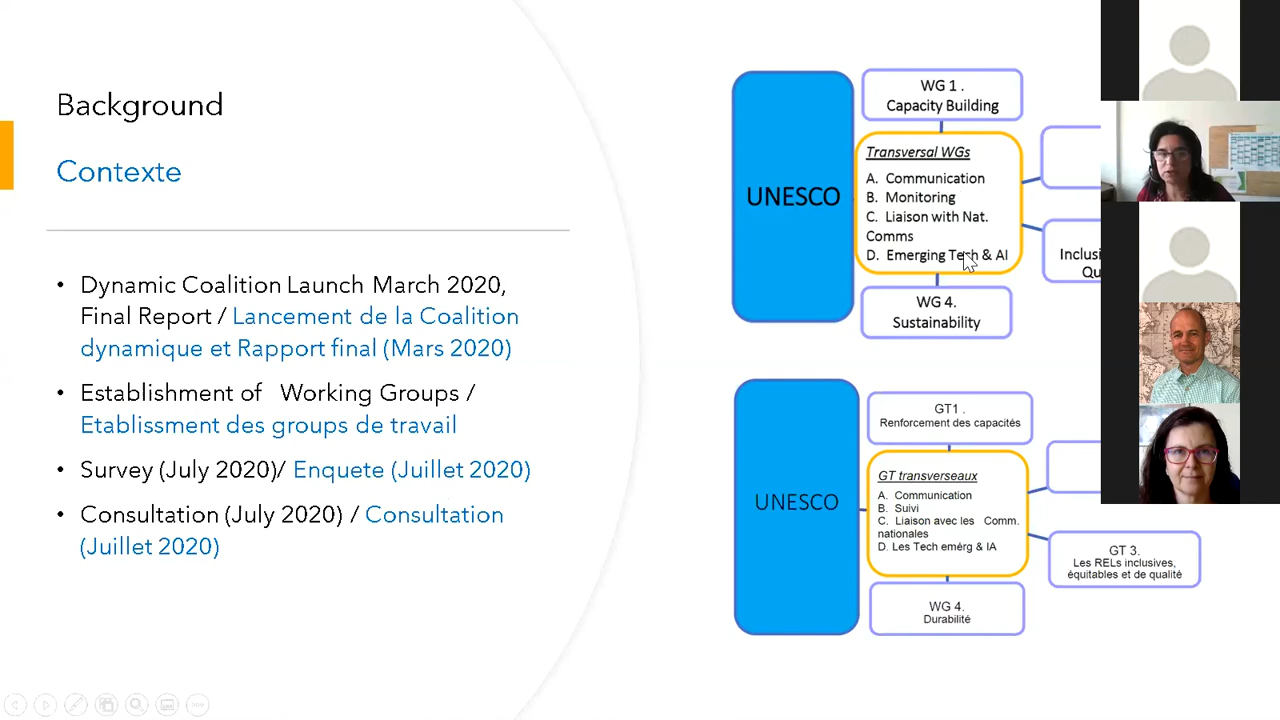 Background
Contexte
• Dynamic Coalition Launch March 2020,
Final Report / Lancement de la Coalition
dynamique et Rapport final (Mars 2020)
• Establishment of Working Groups /
Etablissment des groupes de travail
• Survey (July 2020)/ Enquete (Juillet 2020)
• Consultation (July 2020) / Consultation
(Juillet 2020)
UNESCO
WG 1 .
Capacity Building
Transversal WGs
A. Communication
B. Monitoring
C. Liaison with Nat.
Comms
D. Emerging Tech & AI
WG 4.
Sustainability
Inclusi
Qu
UNESCO
GT1 .
Renforcement des capacités
GT transverseaux
A. Communication
B. Suivi
C. Liaison avec les Comm.
nationales
D. Les Tech emérg & IA
GT 3.
Les RELs inclusives,
équitables et de qualité
WG 4.
Durabilité